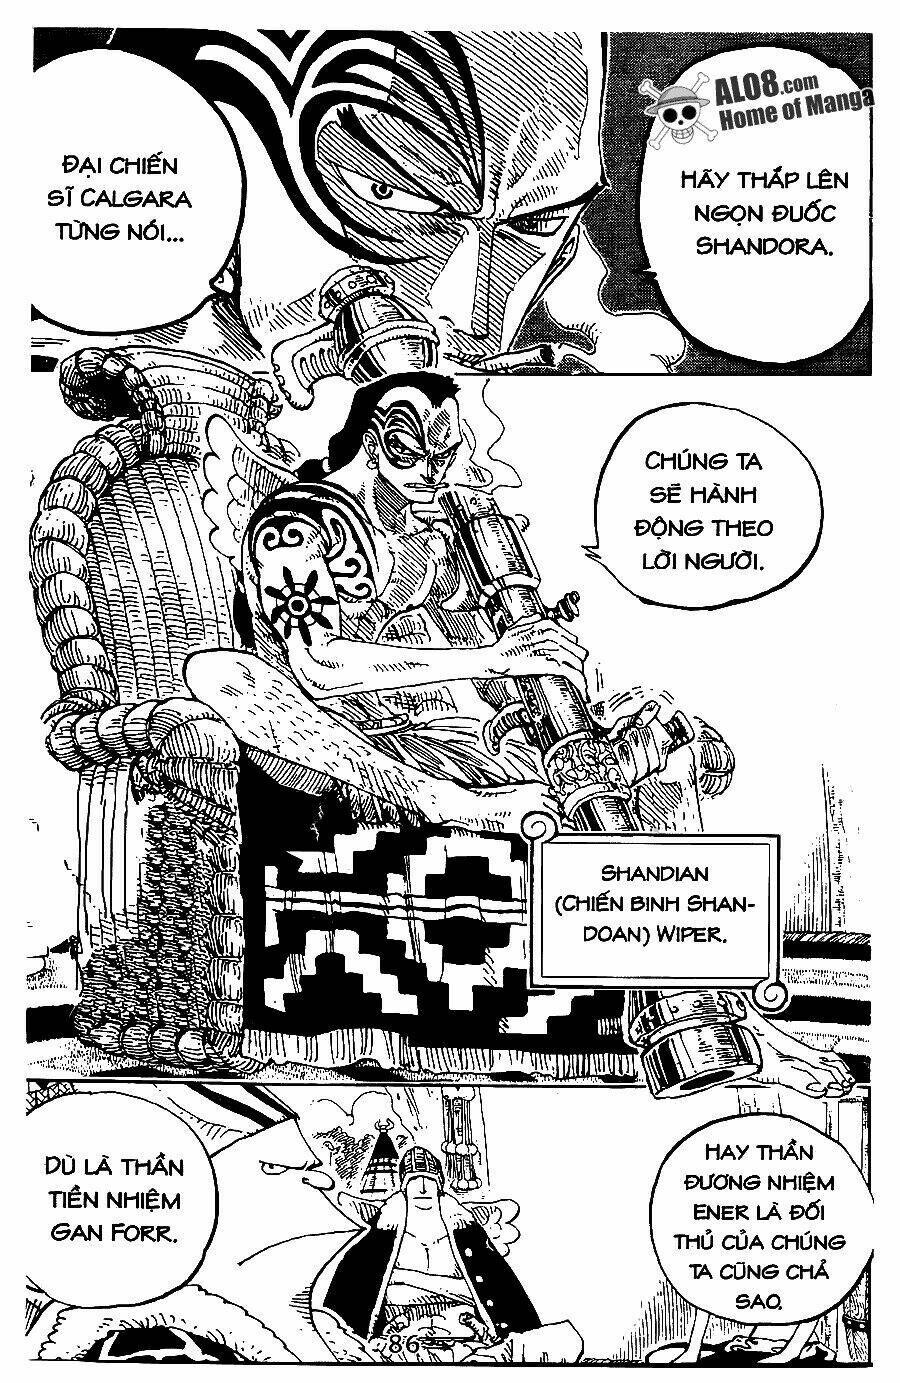 ALO8.com
Home of Manga
ĐẠI CHIẾN
SĨ CALGARA
TỪNG NÓI...
HÃY THẮP LÊN
NGỌN ĐUỐC
SHANDORA.
CHÚNG TA
SẼ HÀNH
ĐỘNG THEO
LỜI NGƯỜI.
SHANDIAN
(CHIẾN BINH SHAN-
DOAN) WIPER.
DÙ LÀ THẦN
TIỀN NHIỆM
GAN FORR.
HAY THẦN
ĐƯƠNG NHIỆM
ENER LÀ ĐỐI
THỦ CỦA CHÚNG
TA CŨNG CHẢ
SAO.
86